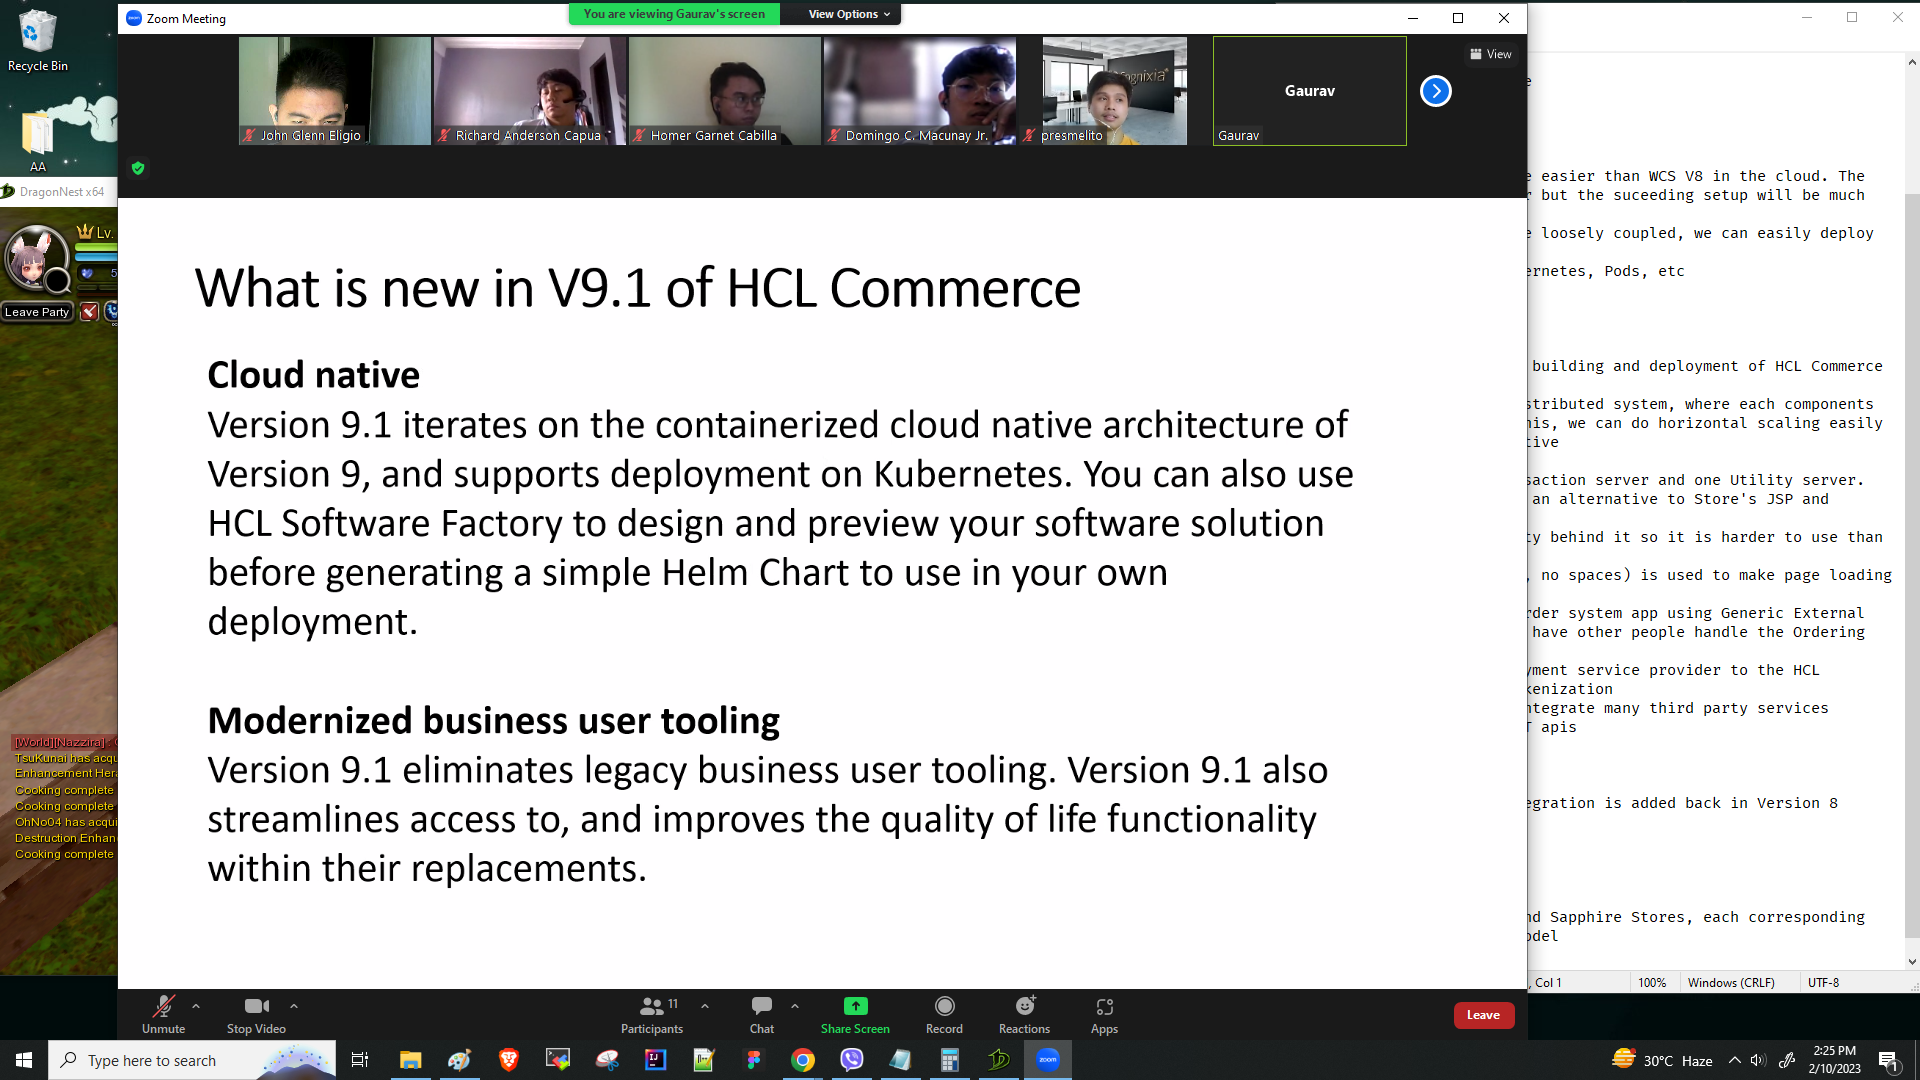 Recycle Bin
AA
DragonNest x64
Lv.
5
Leave Party
[World][Nazzira]
TsuKunai has acqu
Enhancement Hera
Cooking complete
Cooking complete
OhNo04 has acqui
Destruction Enhan
Cooking complete
Zoom Meeting
You are viewing Gaurav's screen
View Options
John Glenn Eligio
Richard Anderson Capua
Homer Garnet Cabilla
Domingo C. Macunay Jr.
presmelito
Gaurav
Gaurav
View
What is new in V9.1 of HCL Commerce
Cloud native
Version 9.1 iterates on the containerized cloud native architecture of
Version 9, and supports deployment on Kubernetes. You can also use
HCL Software Factory to design and preview your software solution
before generating a simple Helm Chart to use in your own
deployment.
Modernized business user tooling
Version 9.1 eliminates legacy business user tooling. Version 9.1 also
streamlines access to, and improves the quality of life functionality
within their replacements.
e
e easier than WCS V8 in the cloud. The
r but the suceeding setup will be much
e loosely coupled, we can easily deploy
ernetes, Pods, etc
building and deployment of HCL Commerce
stributed system, where each components
his, we can do horizontal scaling easily
tive
saction server and one Utility server.
an alternative to Store's JSP and
ty behind it so it is harder to use than
, no spaces) is used to make page loading
rder system app using Generic External
have other people handle the Ordering
yment service provider to the HCL
kenization
ntegrate many third party services
T apis
egration is added back in Version 8
nd Sapphire Stores, each corresponding
odel
, Col 1
100%
Windows (CRLF)
UTF-8
Unmute
Stop Video
Participants
11
Chat
Share Screen
Record
Reactions
Apps
Leave
Type here to search
zoom
30°C Haze
2:25 PM
2/10/2023
1